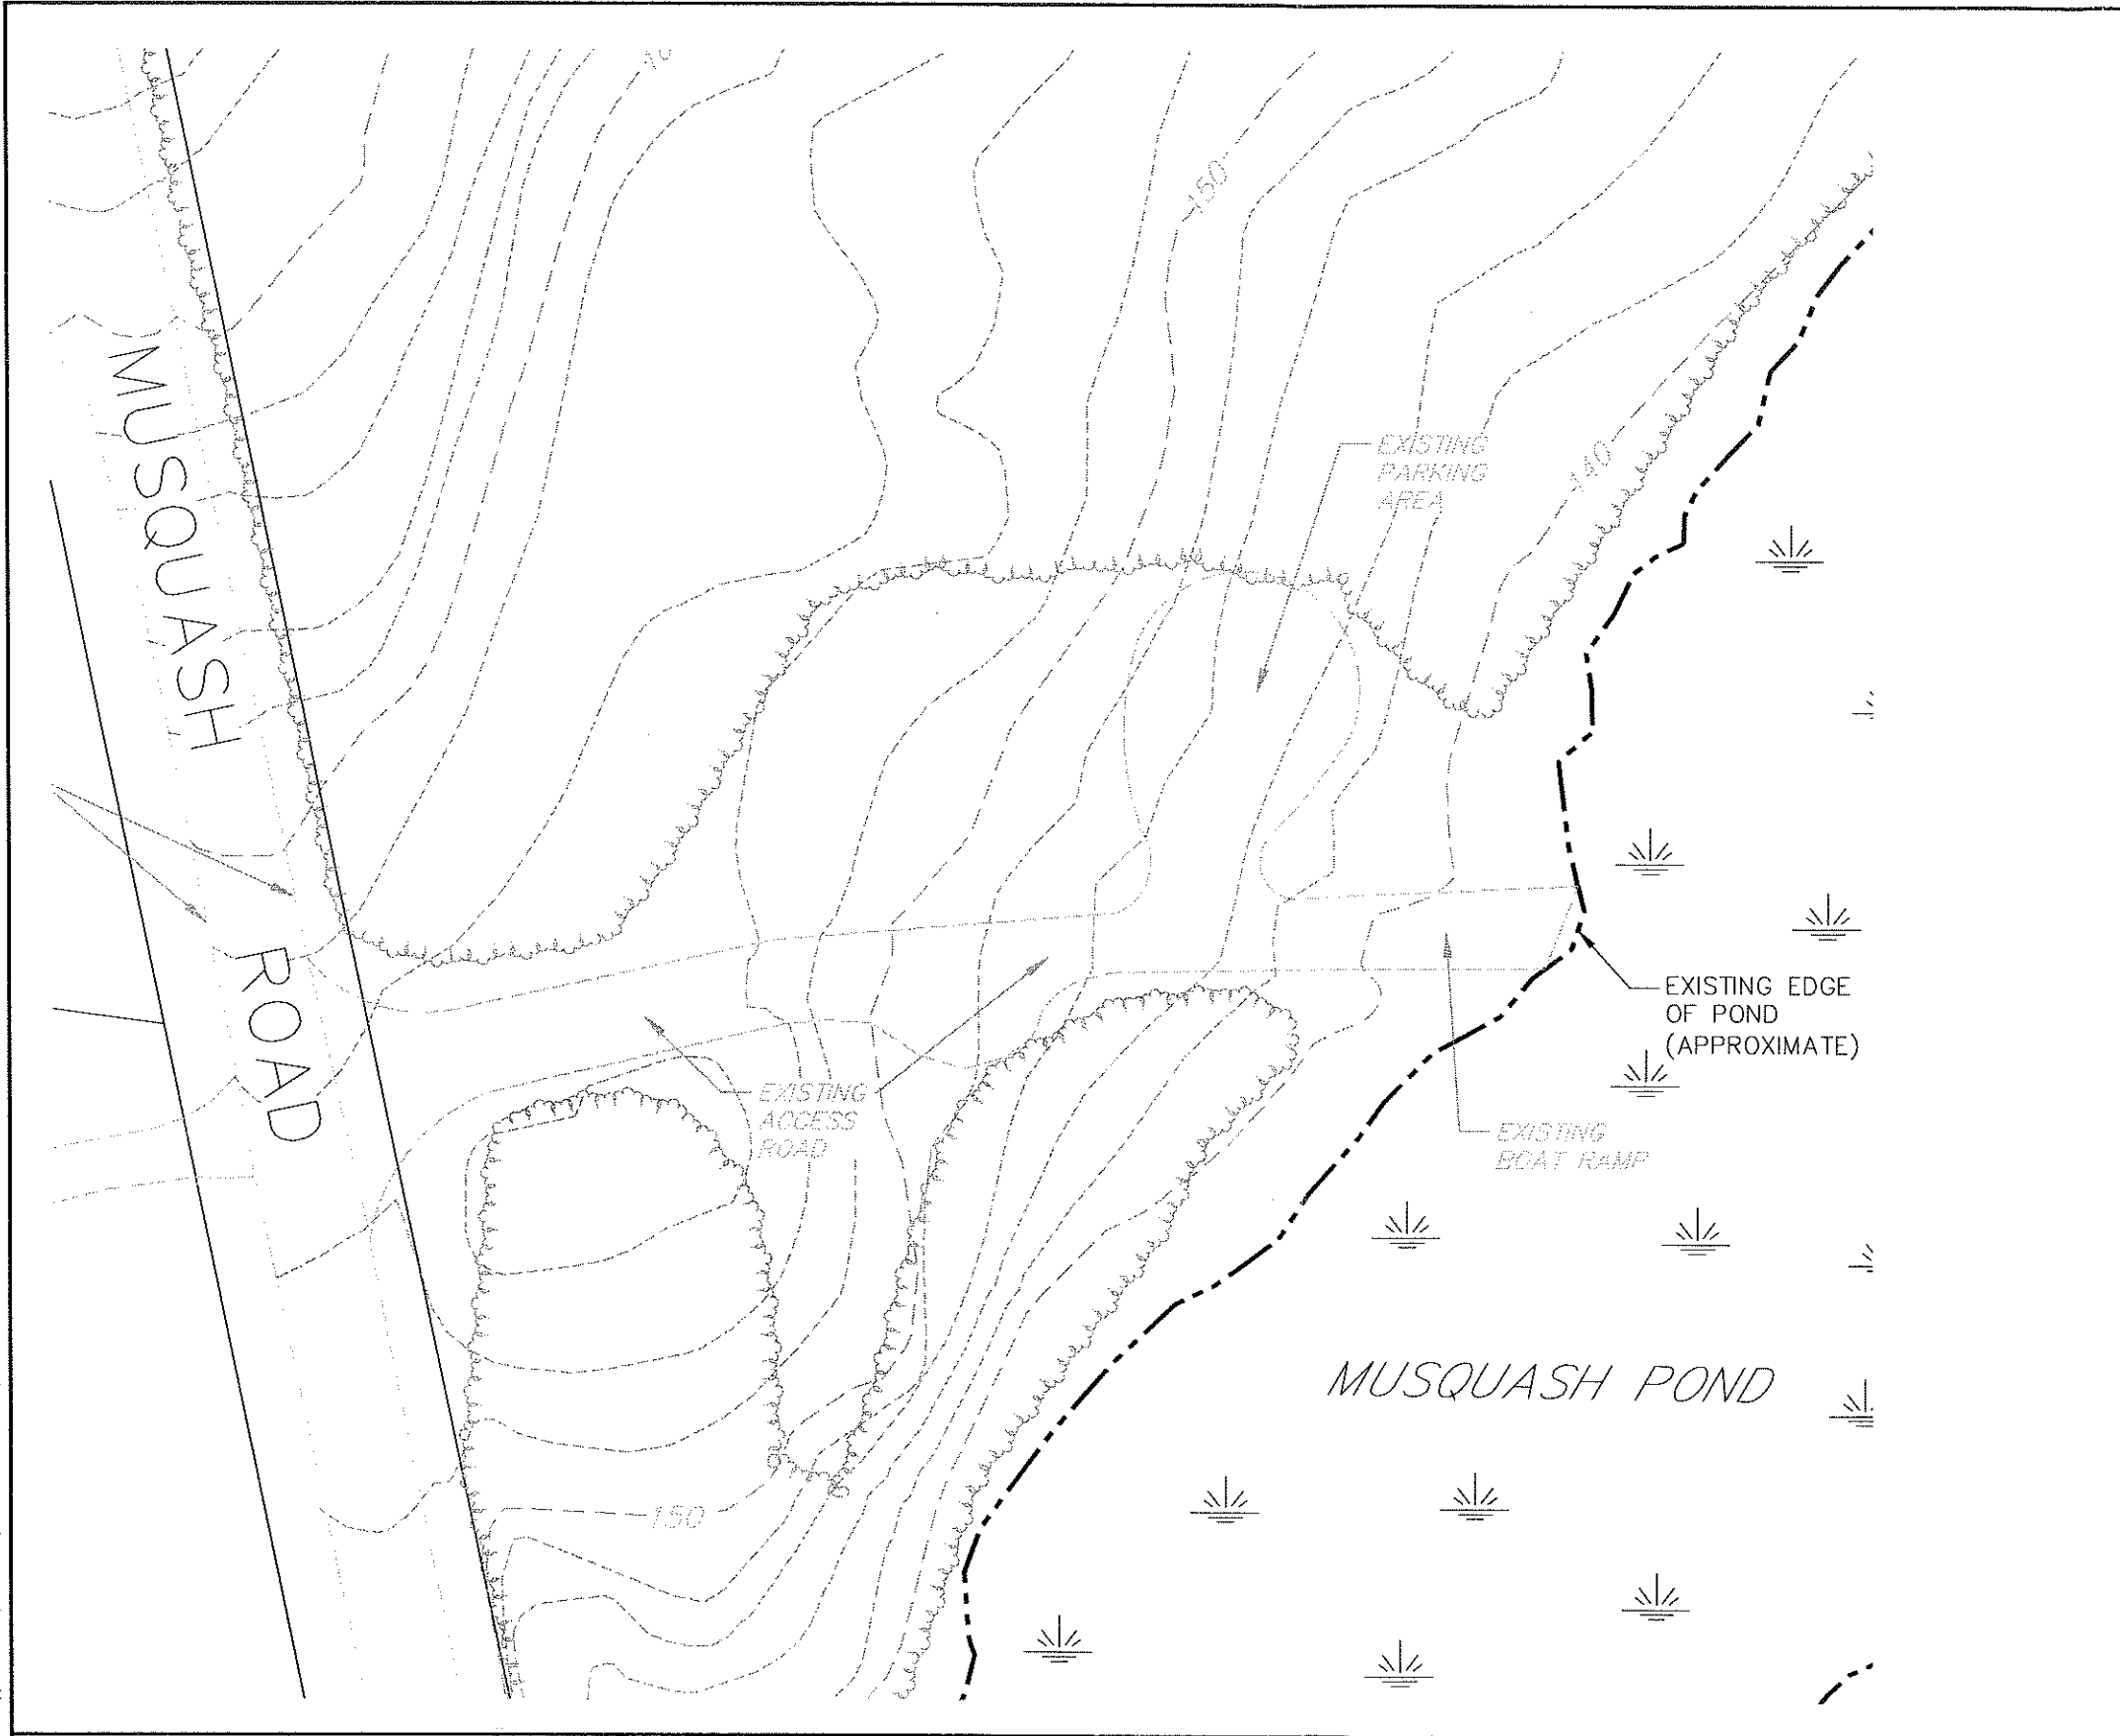 150
EXISTING
PARKING
AREA
140
MUSQUASH ROAD
EXISTING EDGE
OF POND
(APPROXIMATE)
EXISTING
ACCESS
ROAD
EXISTING
BOAT RAMP
MUSQUASH POND
150